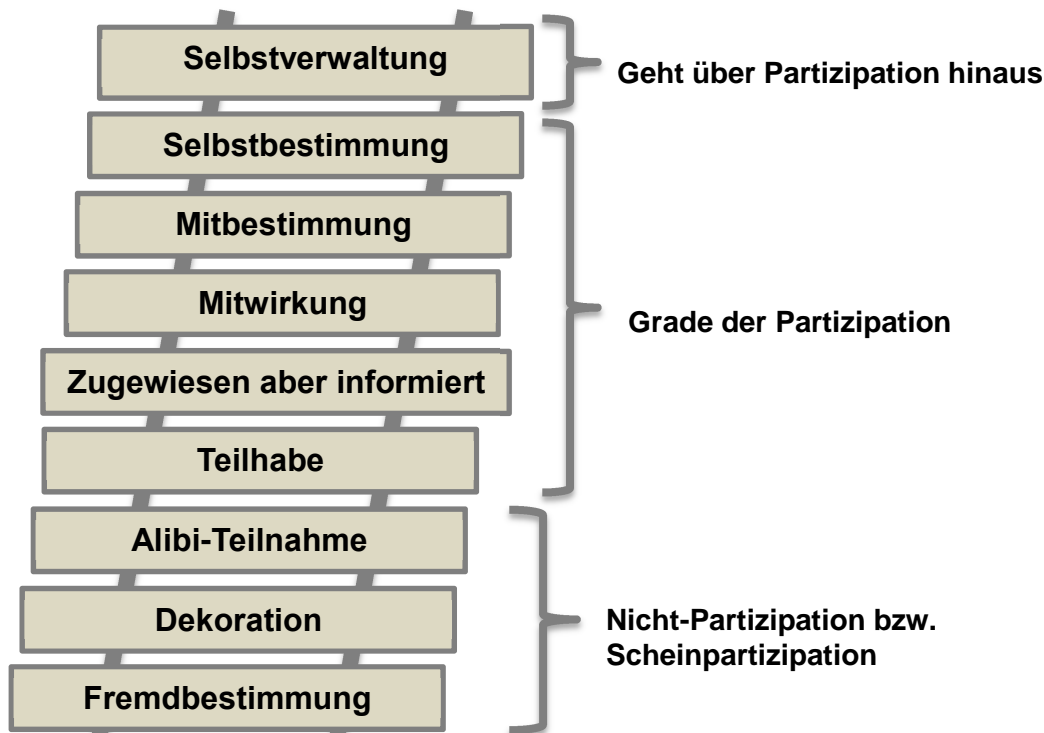 Selbstverwaltung
Geht über Partizipation hinaus
Selbstbestimmung
Mitbestimmung
Mitwirkung
Grade der Partizipation
Zugewiesen aber informiert
Teilhabe
Alibi-Teilnahme
Dekoration
Nicht-Partizipation bzw.
Scheinpartizipation
Fremdbestimmung